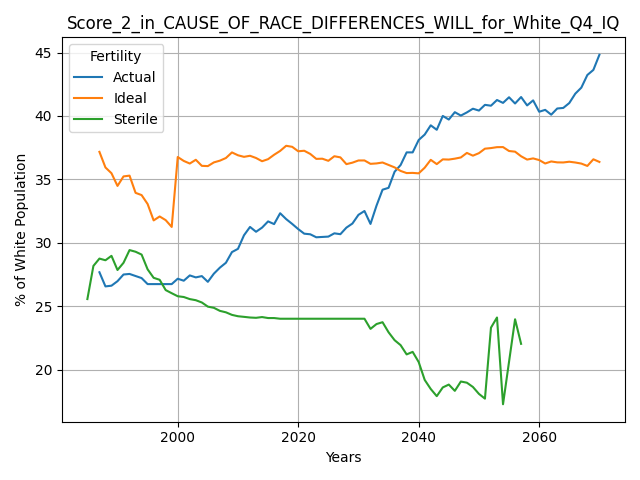 Score_2_in_CAUSE_OF_RACE_DIFFERENCES_WILL_for_White_Q4_IQ
Fertility
Actual
Ideal
Sterile
% of White Population
45
40
35
30
25
20
2000
2020
2040
2060
Years